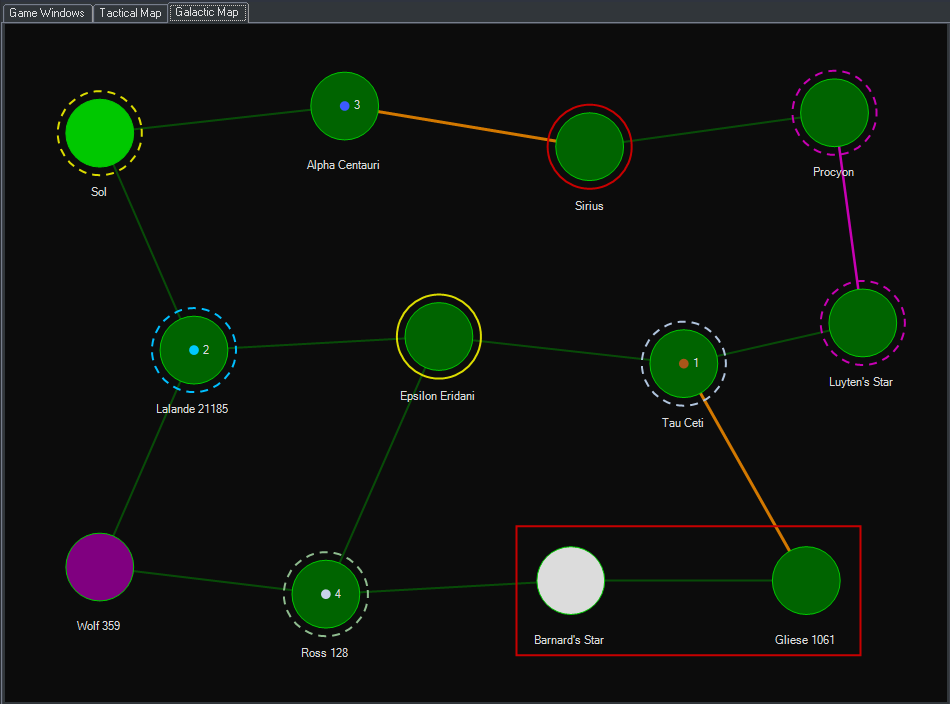 Game Windows Tactical Map Galactic Map
3
Alpha Centauri
Sol
Sirius
Procyon
2
Lalande 21185
Epsilon Eridani
1
Tau Ceti
Luyten's Star
Wolf 359
4
Ross 128
Barnard's Star
Gliese 1061